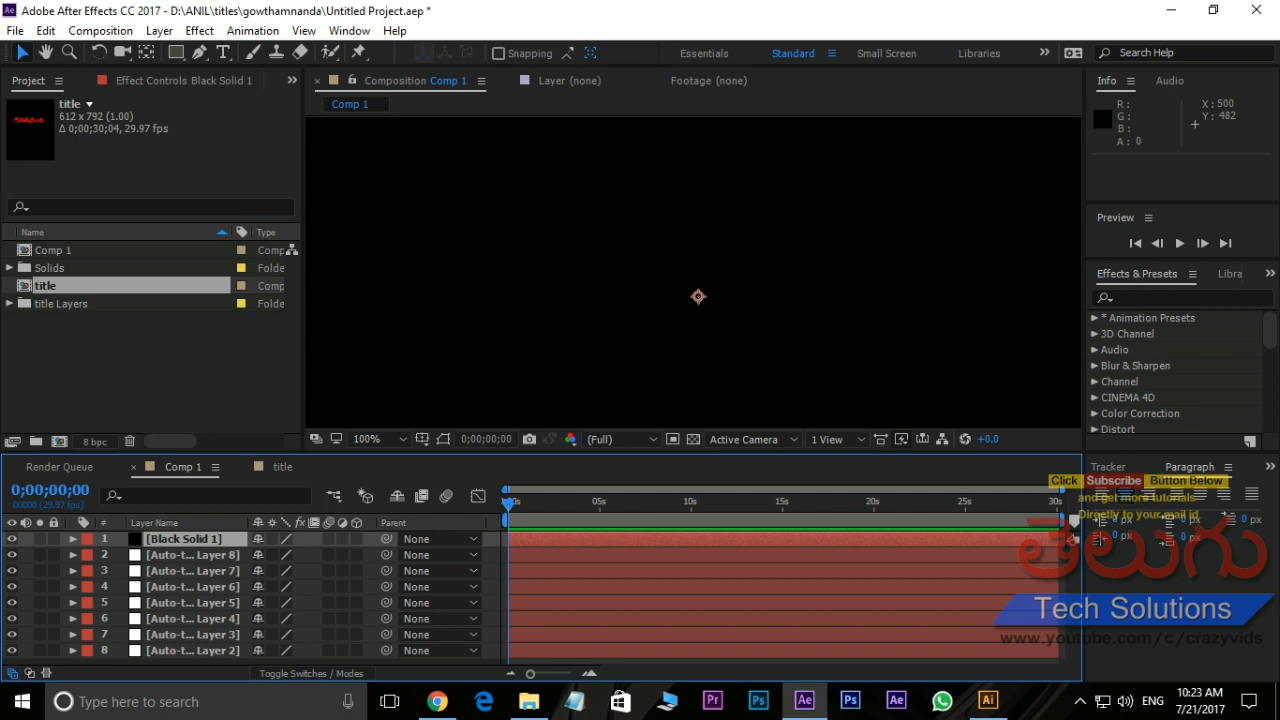 Adobe After Effects CC 2017 - D:\ANIL\titles\gowthamnanda\Untitled Project.aep *
File Edit Composition Layer Effect Animation View Window Help
Snapping Essentials Standard Small Screen Libraries Search Help
Project Effect Controls Black Solid 1 Composition Comp 1 Layer (none) Footage (none) Info Audio
title
612 x 792 (1.00)
Δ 0;00;30;04, 29.97 fps
Comp 1
R :
G :
B :
A : 0
X : 500
Y : 482
Name Type
Comp 1 Comp
Solids Folde
title Comp
title Layers Folde
Preview
Effects & Presets Libra
* Animation Presets
3D Channel
Audio
Blur & Sharpen
Channel
CINEMA 4D
Color Correction
Distort
8 bpc 100% 0;00;00;00 (Full) Active Camera 1 View +0.0
Render Queue Comp 1 title Tracker Paragraph
0;00;00;00
00000 (29.97 fps)
05s 10s 15s 20s 25s 30s
Click Subscribe Button Below
and get more tutorials
Directly to your mail id
0 px 0 px 0 px
0 px 0 px
# Layer Name Parent
1 [Black Solid 1] None
2 [Auto-t... Layer 8] None
3 [Auto-t... Layer 7] None
4 [Auto-t... Layer 6] None
5 [Auto-t... Layer 5] None
6 [Auto-t... Layer 4] None
7 [Auto-t... Layer 3] None
8 [Auto-t... Layer 2] None
తెలుగు
Tech Solutions
www.youtube.com/c/crazyvids
Toggle Switches / Modes
Type here to search
ENG 10:23 AM
7/21/2017